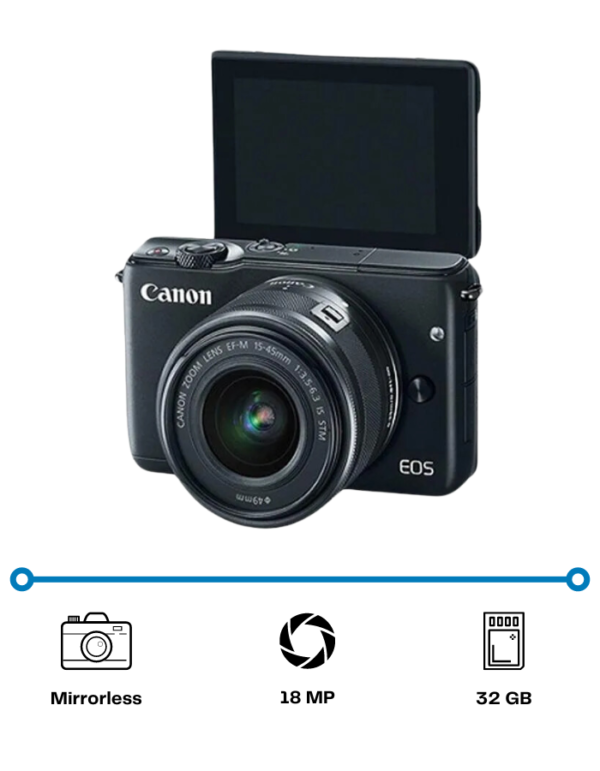 Canon
Canon
CANON ZOOM LENS EF-M 15-45mm 1:3.5-6.3 IS STM
Φ49mm
EOS
Mirrorless
18 MP
32 GB